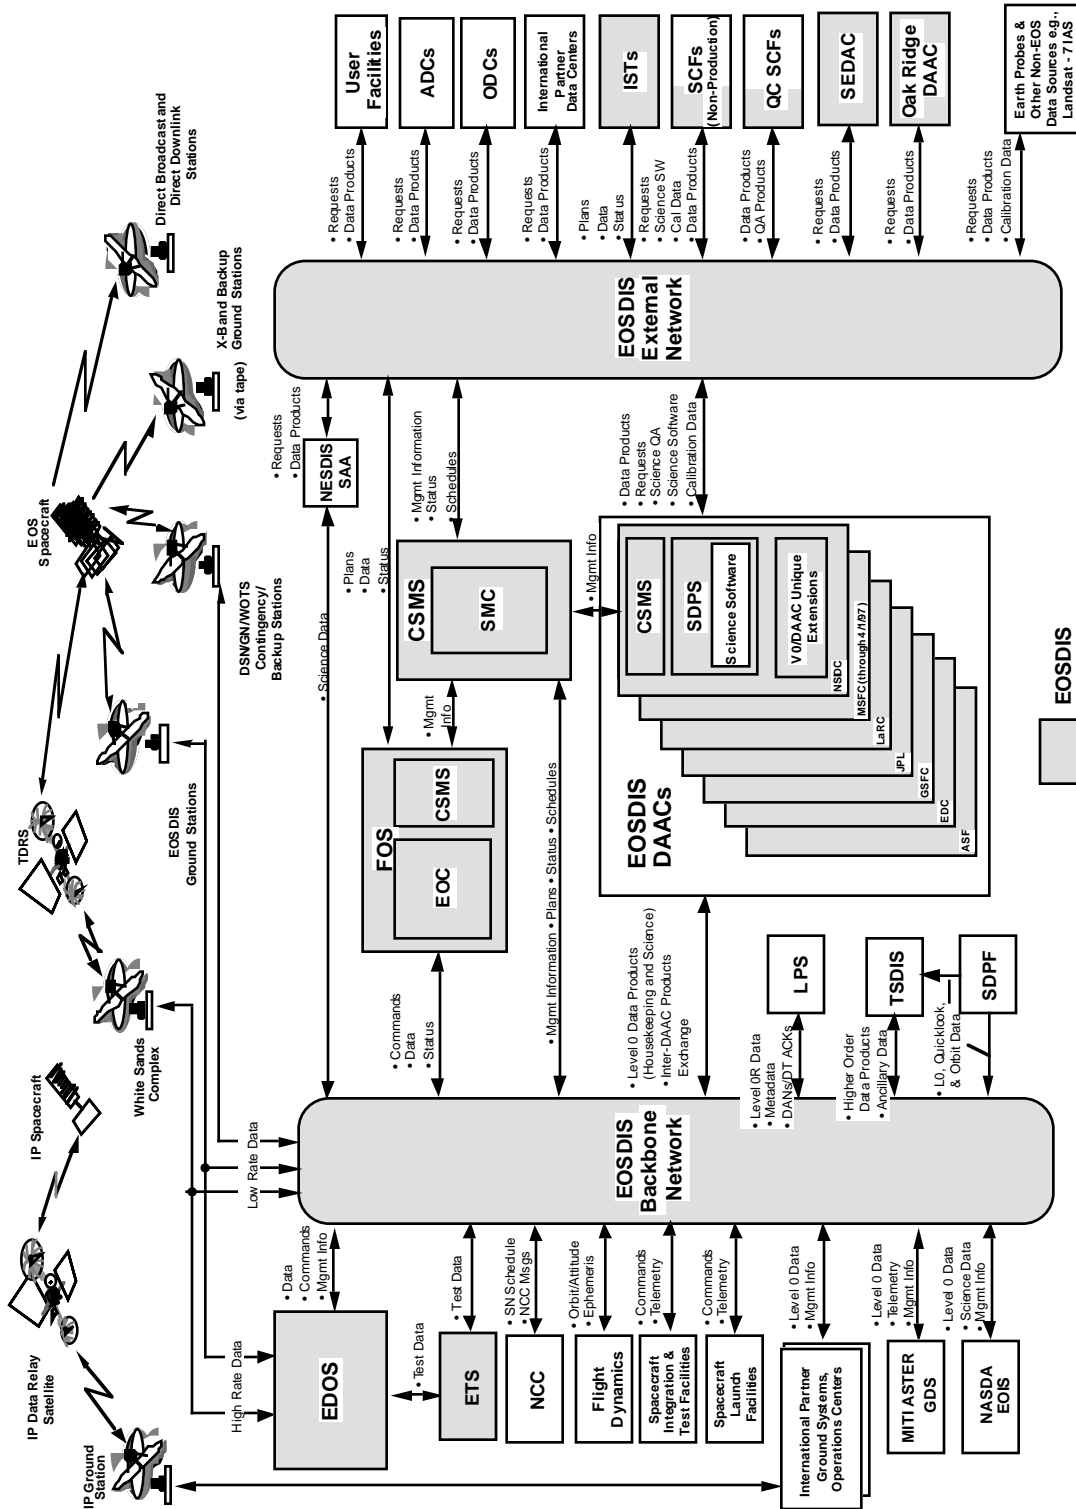 IP Data Relay
Satellite
IP Spacecraft
TDRS
EOS
Spacecraft
Direct Broadcast and
Direct Downlink
Stations
IP Ground
Station
White Sands
Complex
EOSDIS
Ground Stations
DSN/GN/WOTS
Contingency/
Backup Stations
X-Band Backup
Ground Stations
(via tape)
High Rate Data
Low Rate Data
EDOS
• Data
• Commands
• Mgmt Info
• Test Data
ETS
• Test Data
NCC
• SN Schedule
• NCC Msgs
Flight
Dynamics
• Orbit/Attitude
• Ephemeris
Spacecraft
Integration &
Test Facilities
• Commands
• Telemetry
Spacecraft
Launch
Facilities
• Commands
• Telemetry
International Partner
Ground Systems,
Operations Centers
• Level 0 Data
• Mgmt Info
MITI ASTER
GDS
• Level 0 Data
• Telemetry
• Mgmt Info
NASDA
EOIS
• Level 0 Data
• Science Data
• Mgmt Info
EOSDIS
Backbone
Network
• Science Data
• Commands
• Data
• Status
• Mgmt Information • Plans • Status • Schedules
• Level 0 Data Products
(Housekeeping and Science)
• Inter-DAAC Products
Exchange
• Level 0R Data
• Metadata
• DANs/DT ACKs
LPS
• Higher Order
Data Products
• Ancillary Data
TSDIS
• L0, Quicklook,
& Orbit Data
SDPF
FOS
EOC
CSMS
• Mgmt
Info
CSMS
SMC
• Plans
• Data
• Status
NESDIS
SAA
• Requests
• Data Products
• Mgmt Information
• Status
• Schedules
• Mgmt Info
EOSDIS
DAACs
CSMS
SDPS
Science Software
V0/DAAC Unique
Extensions
NSIDC
MSFC (through 4/1/97)
LaRC
JPL
GSFC
EDC
ASF
• Data Products
• Requests
• Science QA
• Science Software
• Calibration Data
EOSDIS
External
Network
• Requests
• Data Products
User
Facilities
• Requests
• Data Products
ADCs
• Requests
• Data Products
ODCs
• Requests
• Data Products
International
Partner
Data Centers
• Plans
• Data
• Status
ISTs
• Requests
• Science SW
• Cal Data
• Data Products
SCFs
(Non-Production)
• Data Products
• QA Products
QC SCFs
• Requests
• Data Products
SEDAC
• Requests
• Data Products
Oak Ridge
DAAC
• Requests
• Data Products
• Calibration Data
Earth Probes &
Other Non-EOS
Data Sources e.g.,
Landsat - 7 IAS
EOSDIS